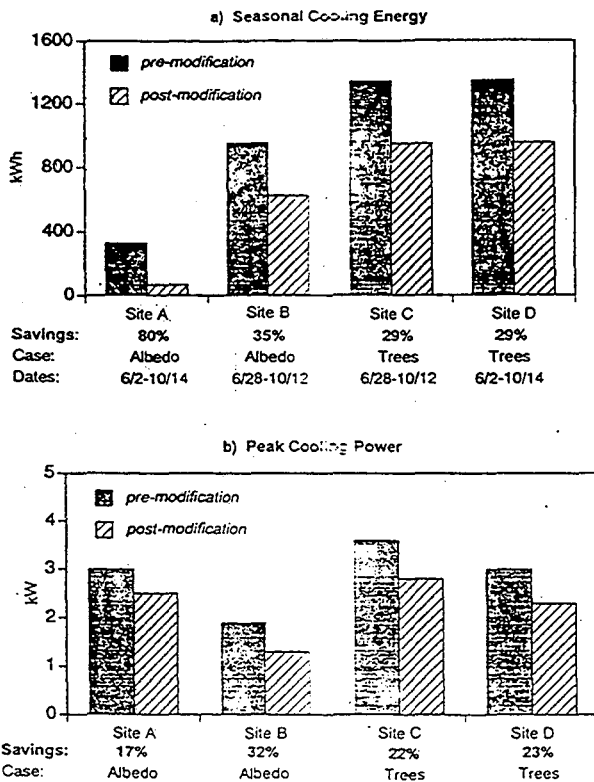 a) Seasonal Cooling Energy
1600
1200
800
400
0
kWh
pre-modification
post-modification
Site A Site B Site C Site D
Savings: 80% 35% 29% 29%
Case: Albedo Albedo Trees Trees
Dates: 6/2-10/14 6/28-10/12 6/28-10/12 6/2-10/14
b) Peak Cooling Power
5
4
3
2
1
0
kW
pre-modification
post-modification
Site A Site B Site C Site D
Savings: 17% 32% 22% 23%
Case: Albedo Albedo Trees Trees